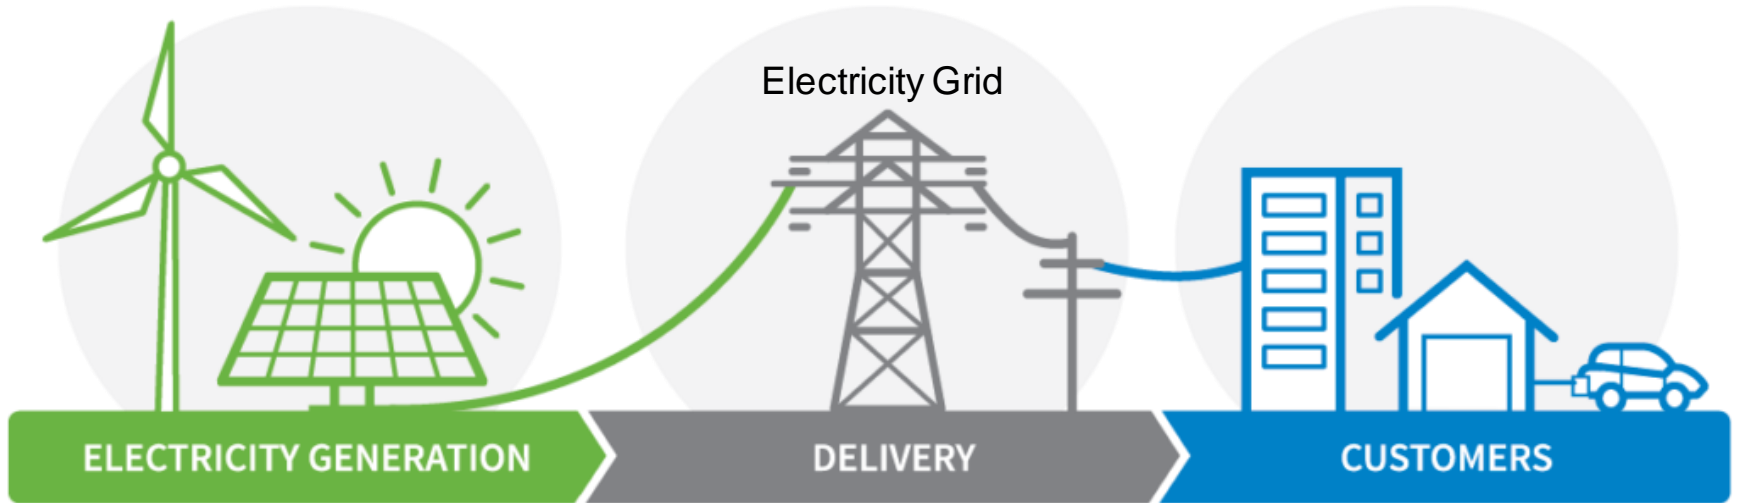 Electricity Grid
ELECTRICITY GENERATION
DELIVERY
CUSTOMERS